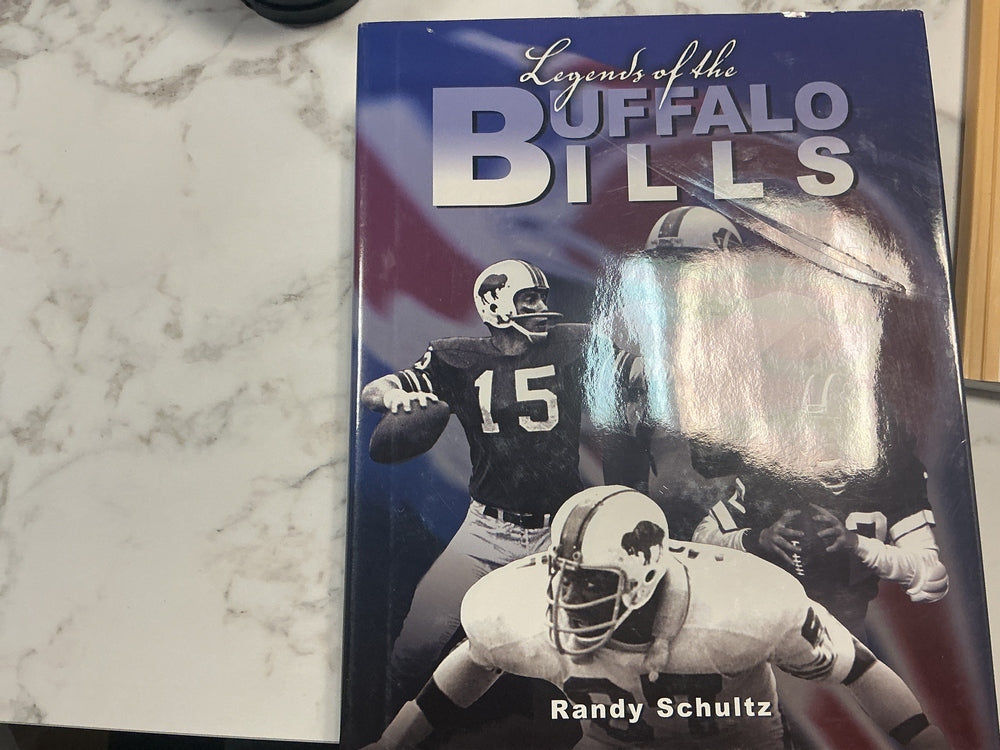 Legends of the
BUFFALO
BILLS
15
Randy Schultz